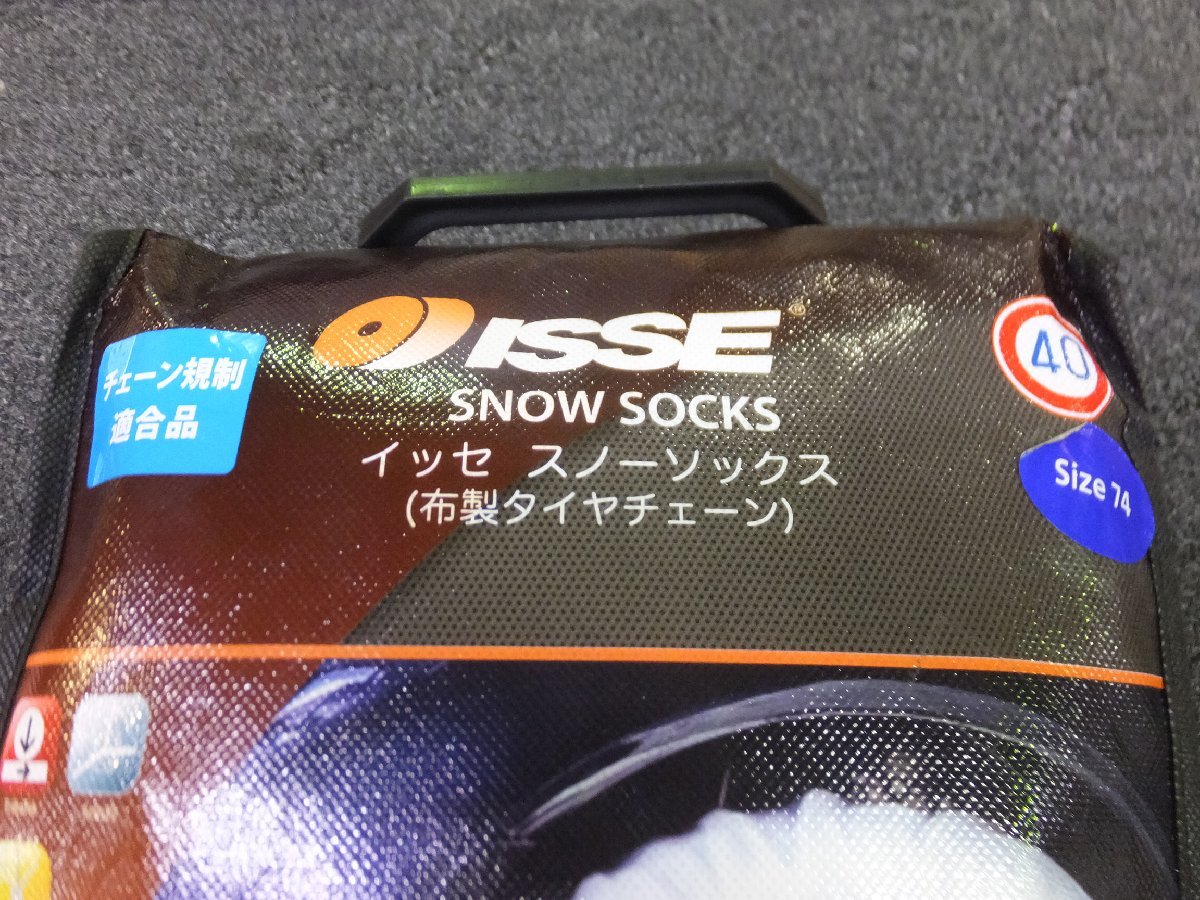 ISSE
SNOW SOCKS
イッセ スノーソックス
(布製タイヤチェーン)
チェーン規制
適合品
40
Size 74